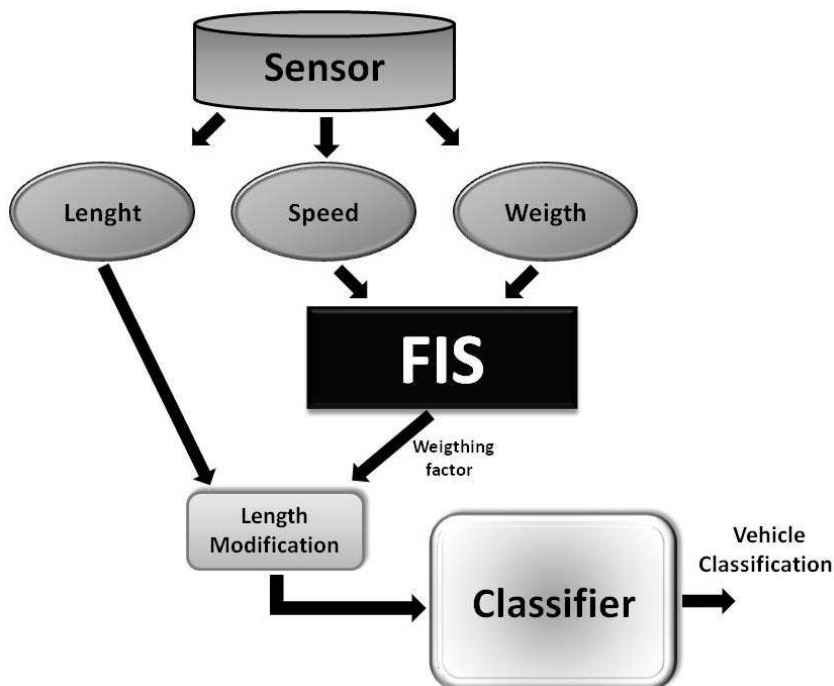 Sensor
Lenght
Speed
Weigth
FIS
Weigthing
factor
Length
Modification
Classifier
Vehicle
Classification